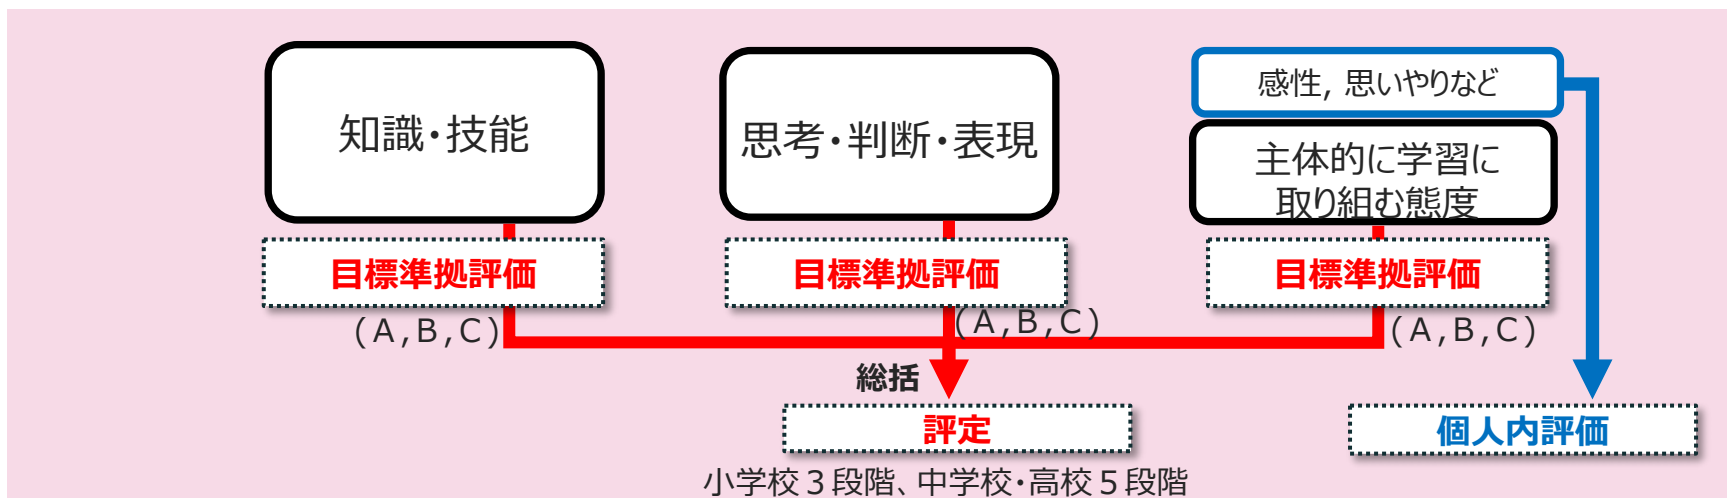 知識・技能
思考・判断・表現
感性, 思いやりなど
主体的に学習に
取り組む態度
目標準拠評価
目標準拠評価
目標準拠評価
(A,B,C)
(A,B,C)
(A,B,C)
総括
評定
個人内評価
小学校３段階、中学校・高校５段階